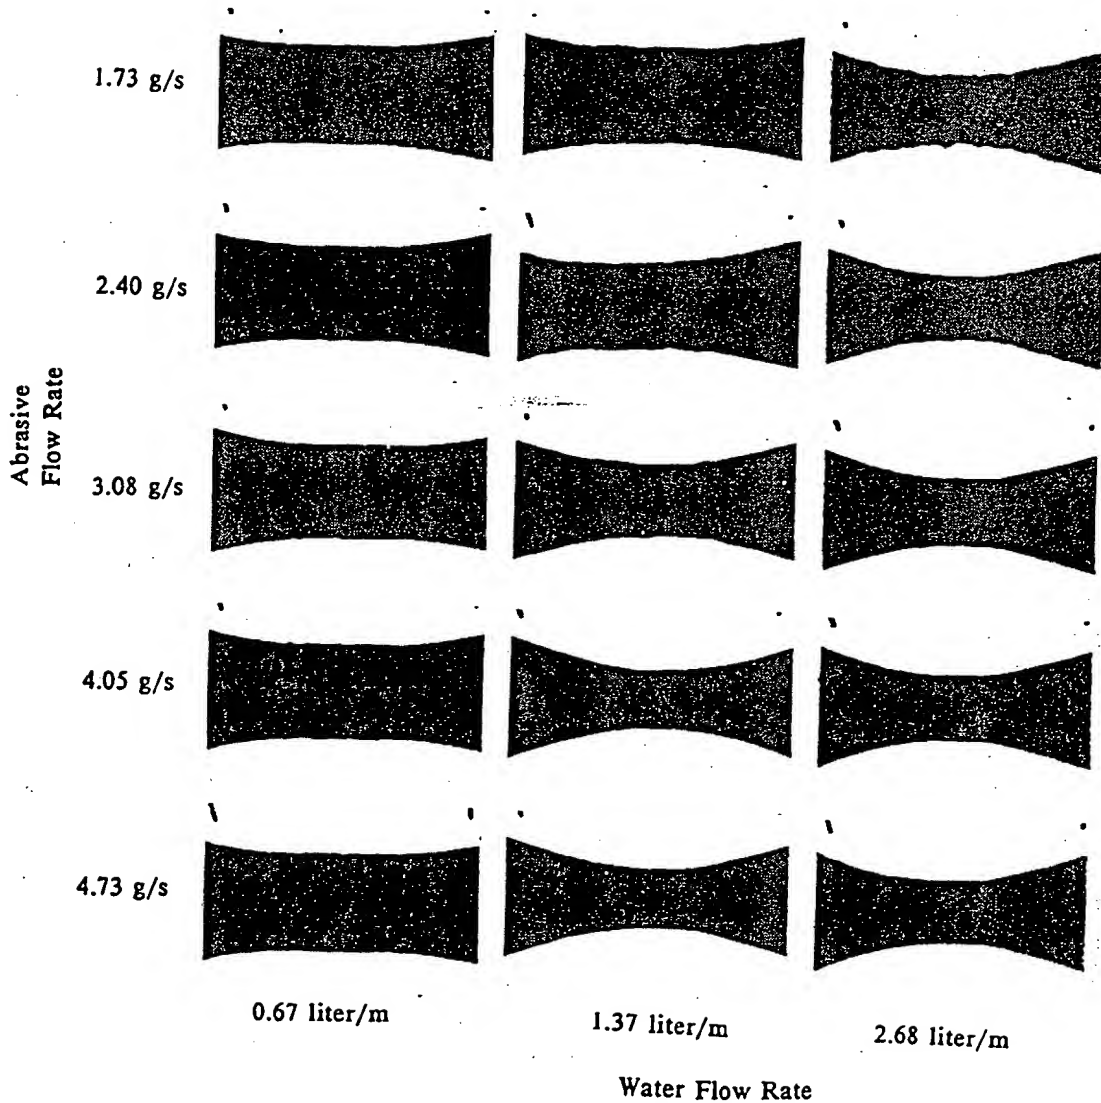 1.73 g/s
2.40 g/s
Abrasive
Flow Rate
3.08 g/s
4.05 g/s
4.73 g/s
0.67 liter/m
1.37 liter/m
2.68 liter/m
Water Flow Rate